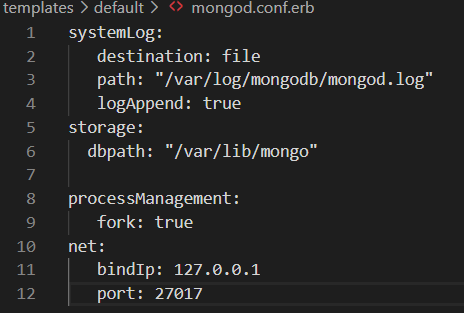 templates > default > <> mongod.conf.erb
1 systemLog:
2 destination: file
3 path: "/var/log/mongodb/mongod.log"
4 logAppend: true
5 storage:
6 dbpath: "/var/lib/mongo"
7
8 processManagement:
9 fork: true
10 net:
11 bindIp: 127.0.0.1
12 port: 27017